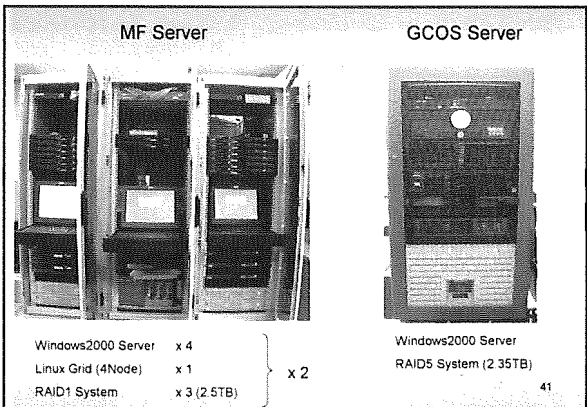 MF Server
GCOS Server
Windows2000 Server x 4
Linux Grid (4Node) x 1
RAID1 System x 3 (2.5TB)
x 2
Windows2000 Server
RAID5 System (2.35TB)
41